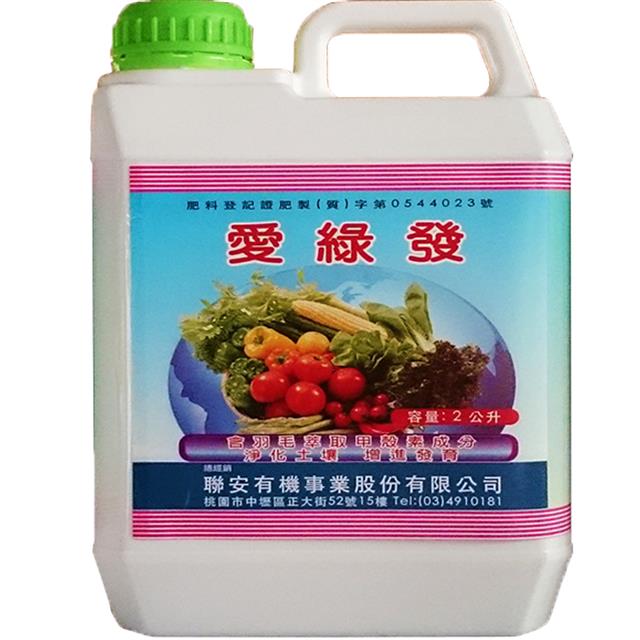 肥料登記證肥製(質)字第0544023號
愛綠發
容量:2公升
含羽毛萃取甲殼素成分
淨化土壤 增進發育
總經銷
聯安有機事業股份有限公司
桃園市中壢區正大街52號15樓 Tel:(03)4910181